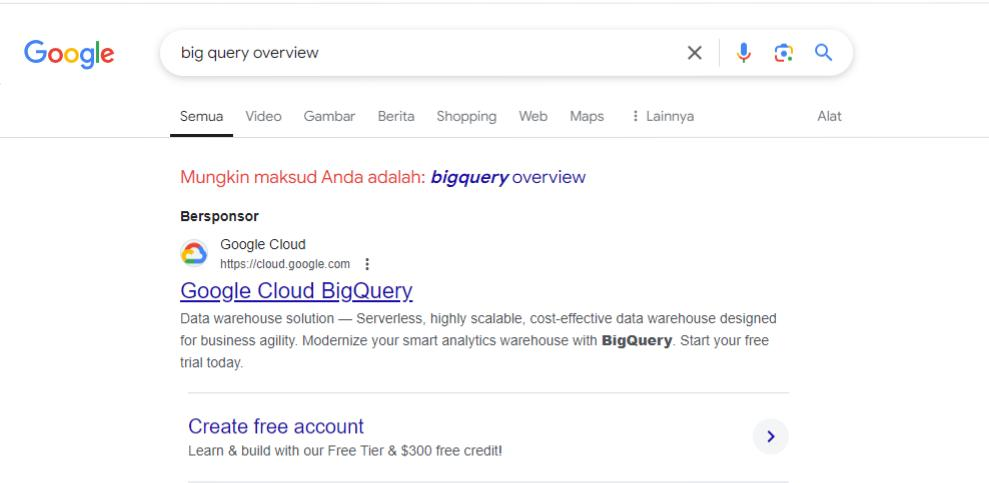 Google
big query overview
Semua Video Gambar Berita Shopping Web Maps Lainnya Alat
Mungkin maksud Anda adalah: bigquery overview
Bersponsor
Google Cloud
https://cloud.google.com
Google Cloud BigQuery
Data warehouse solution — Serverless, highly scalable, cost-effective data warehouse designed
for business agility. Modernize your smart analytics warehouse with BigQuery. Start your free
trial today.
Create free account
Learn & build with our Free Tier & $300 free credit!